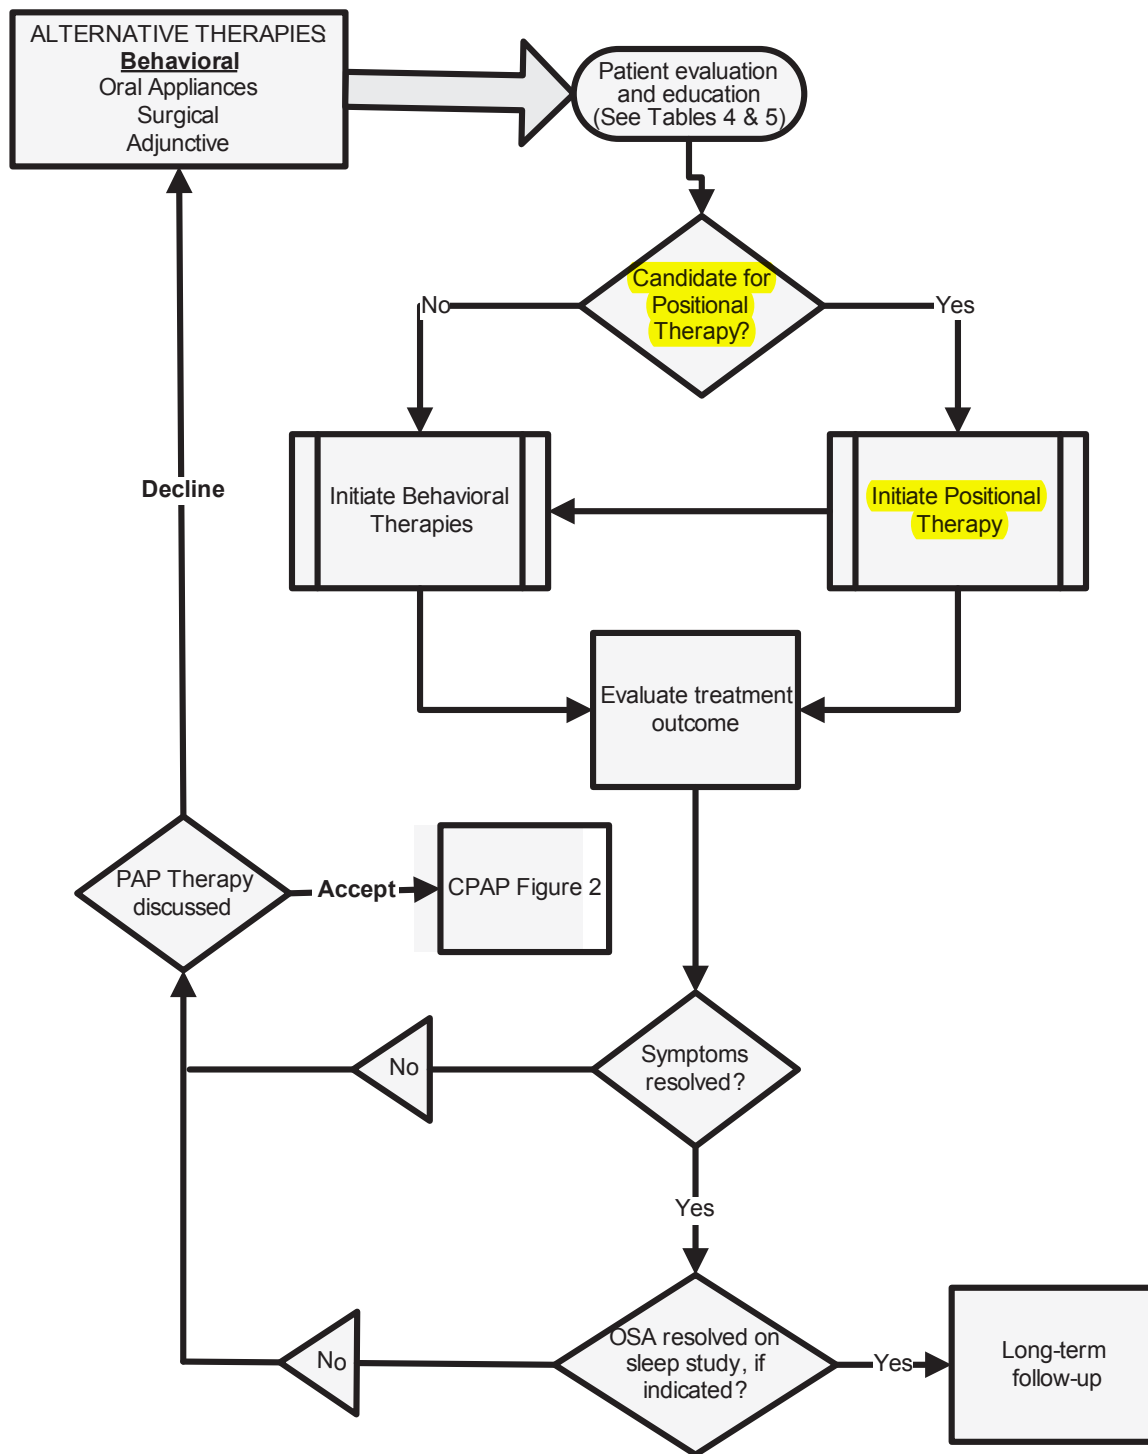 ALTERNATIVE THERAPIES:
Behavioral
Oral Appliances
Surgical
Adjunctive
Patient evaluation
and education
(See Tables 4 & 5)
Candidate for
Positional
Therapy?
No
Yes
Initiate Behavioral
Therapies
Initiate Positional
Therapy
Decline
Evaluate treatment
outcome
PAP Therapy
discussed
Accept
CPAP Figure 2
Symptoms
resolved?
No
Yes
OSA resolved on
sleep study, if
indicated?
No
Yes
Long-term
follow-up